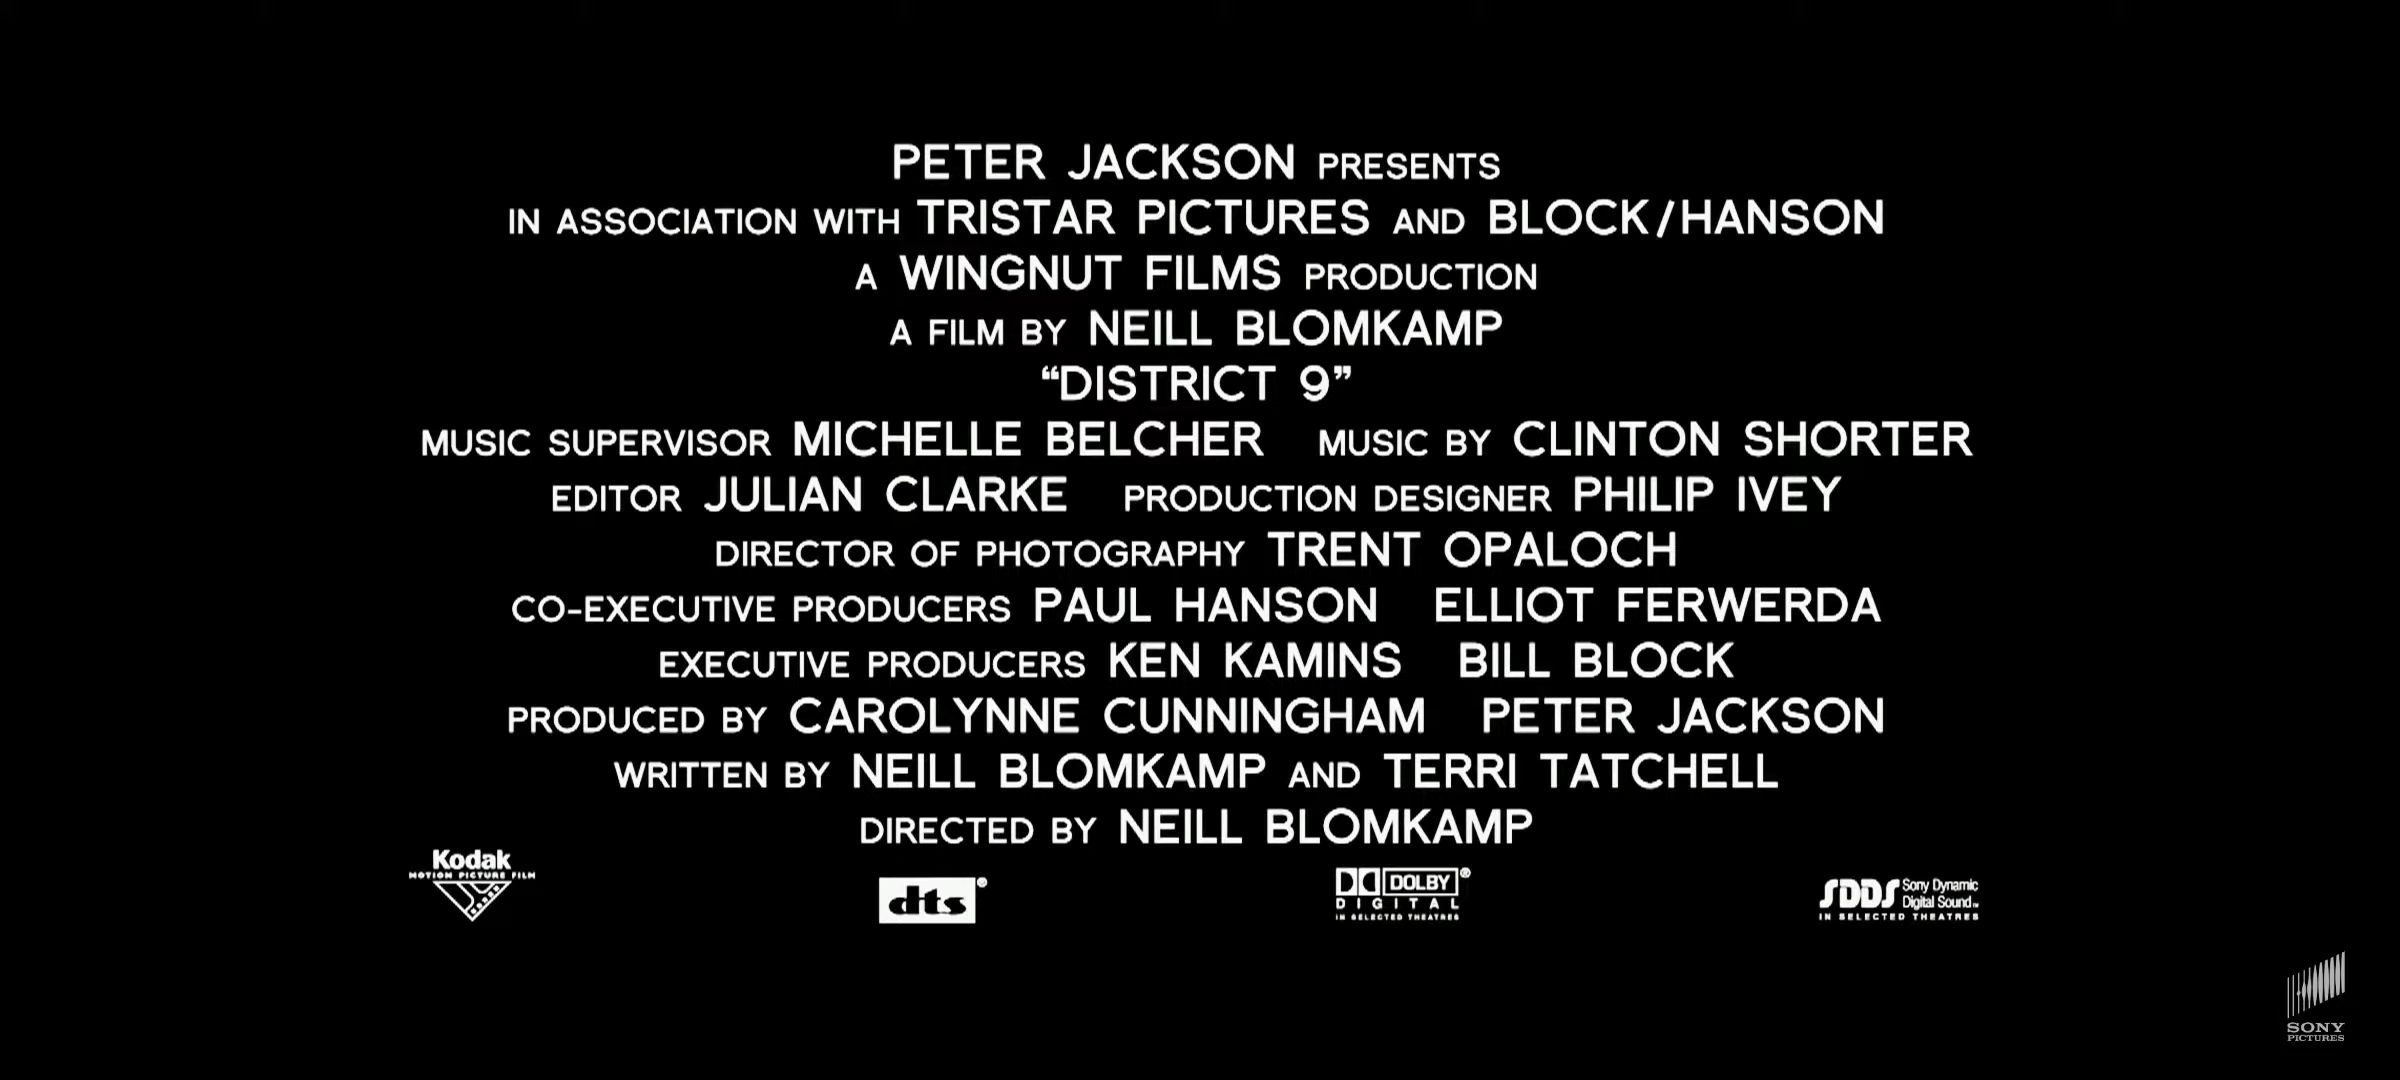 PETER JACKSON PRESENTS
IN ASSOCIATION WITH TRISTAR PICTURES AND BLOCK/HANSON
A WINGNUT FILMS PRODUCTION
A FILM BY NEILL BLOMKAMP
“DISTRICT 9”
MUSIC SUPERVISOR MICHELLE BELCHER MUSIC BY CLINTON SHORTER
EDITOR JULIAN CLARKE PRODUCTION DESIGNER PHILIP IVEY
DIRECTOR OF PHOTOGRAPHY TRENT OPALOCH
CO-EXECUTIVE PRODUCERS PAUL HANSON ELLIOT FERWERDA
EXECUTIVE PRODUCERS KEN KAMINS BILL BLOCK
PRODUCED BY CAROLYNNE CUNNINGHAM PETER JACKSON
WRITTEN BY NEILL BLOMKAMP AND TERRI TATCHELL
DIRECTED BY NEILL BLOMKAMP
Kodak
MOTION PICTURE FILM
dts®
DOLBY®
DIGITAL
IN SELECTED THEATRES
SDDS Sony Dynamic
Digital Sound™
IN SELECTED THEATRES
SONY
PICTURES